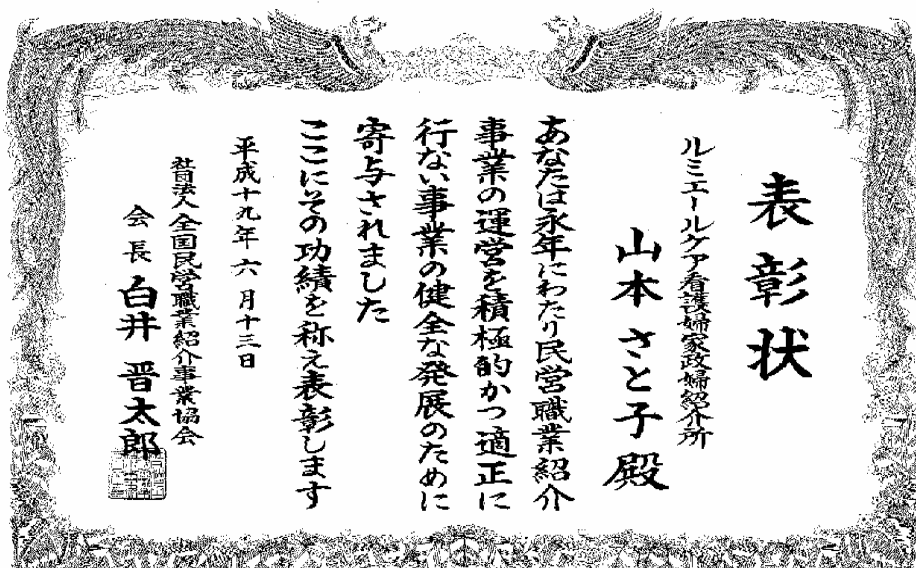 表彰状
ルミエールケア看護婦家政婦紹介所
山本 さと子 殿
あなたは永年にわたり民営職業紹介
事業の運営を積極的かつ適正に
行ない事業の健全な発展のために
寄与されました
ここにその功績を称え表彰します
平成十九年六月十三日
社団法人全国民営職業紹介事業協会
会長 白井 晋太郎